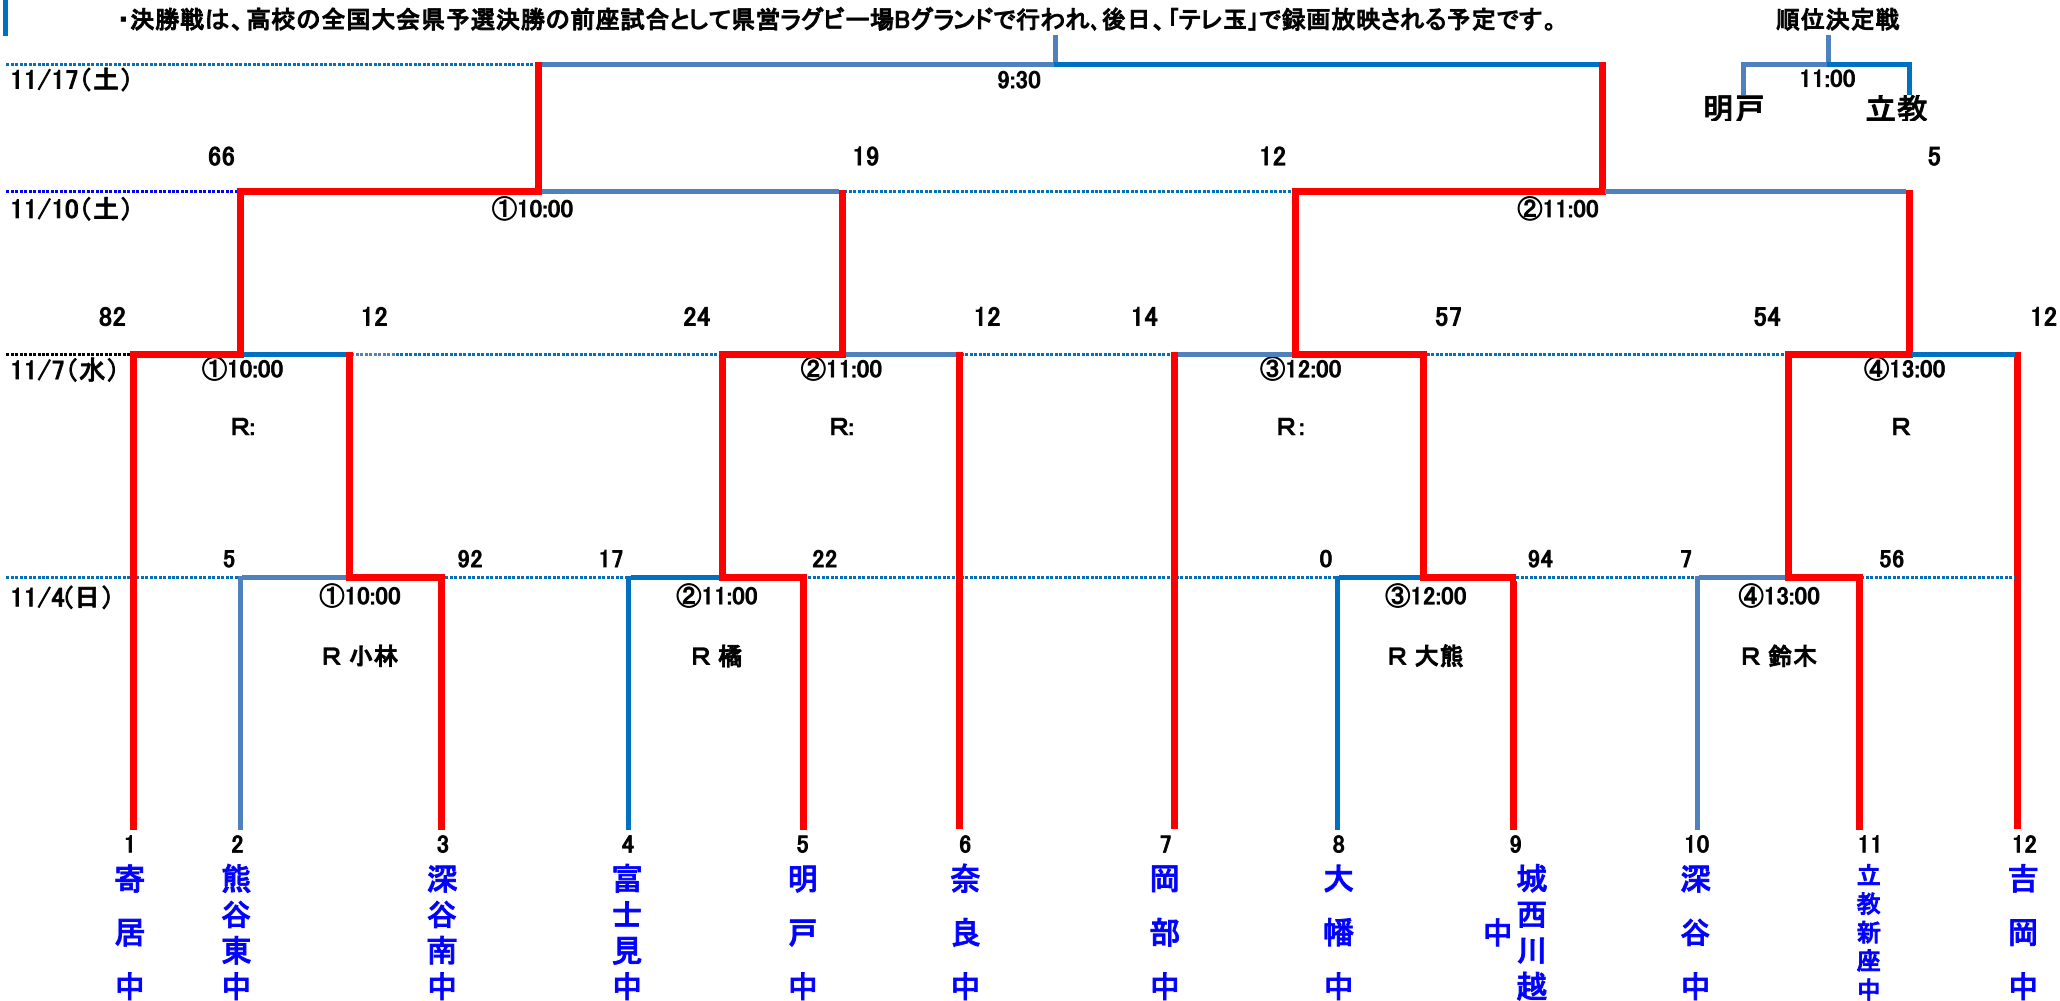 ・決勝戦は、高校の全国大会県予選決勝の前座試合として県営ラグビー場Bグランドで行われ、後日、「テレ玉」で録画放映される予定です。
順位決定戦
11/17(土)
9:30
11:00
明戸 立教
66 19 12 5
11/10(土)
①10:00 ②11:00
82 12 24 12 14 57 54 12
11/7(水)
①10:00 ②11:00 ③12:00 ④13:00
R: R: R: R
5 92 17 22 0 94 7 56
11/4(日)
①10:00 ②11:00 ③12:00 ④13:00
R 小林 R 橘 R 大熊 R 鈴木
1 2 3 4 5 6 7 8 9 10 11 12
寄居中
熊谷東中
深谷南中
富士見中
明戸中
奈良中
岡部中
大幡中
城西川越中
深谷中
立教新座中
吉岡中